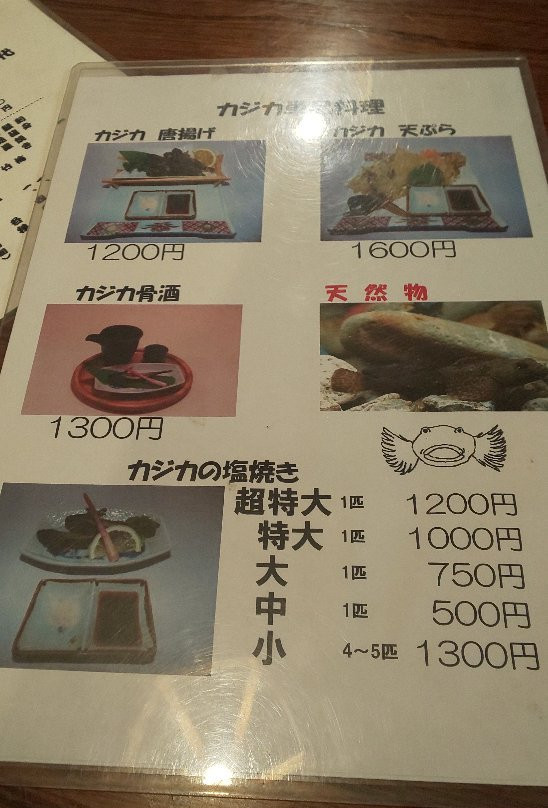 カジカ 料理
カジカ 唐揚げ
カジカ 天ぷら
1200円
1600円
カジカ骨酒
天然物
1300円
カジカの塩焼き
超特大 1匹 1200円
特大 1匹 1000円
大 1匹 750円
中 1匹 500円
小 4～5匹 1300円